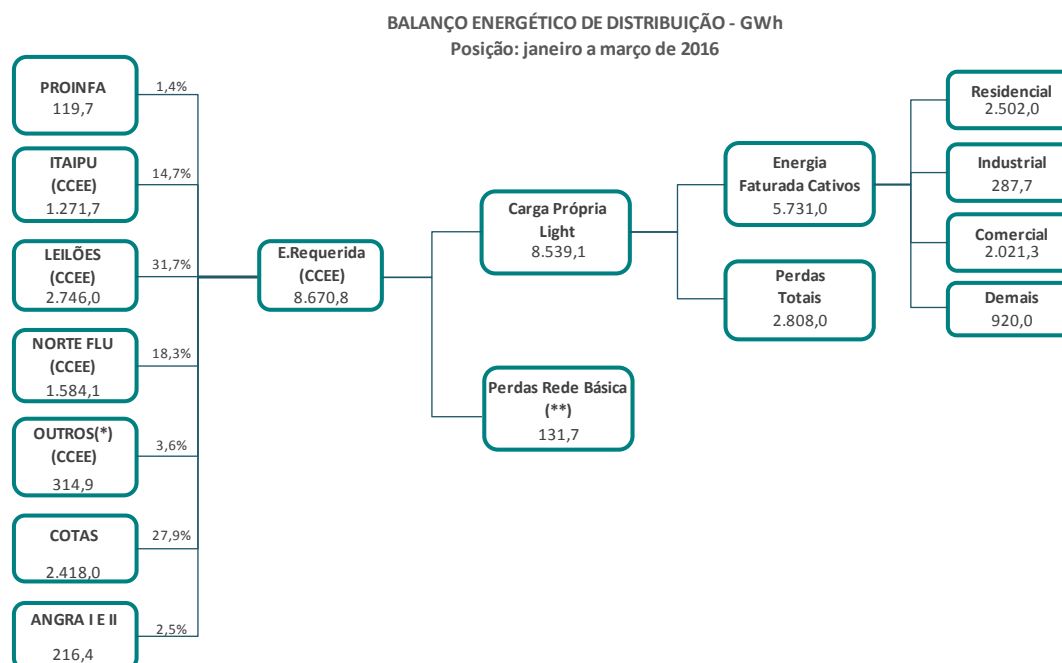 BALANÇO ENERGÉTICO DE DISTRIBUIÇÃO - GWh
Posição: janeiro a março de 2016
PROINFA
119,7
1,4%
ITAIPU
(CCEE)
1.271,7
14,7%
LEILÕES
(CCEE)
2.746,0
31,7%
NORTE FLU
(CCEE)
1.584,1
18,3%
OUTROS(*)
(CCEE)
314,9
3,6%
COTAS
2.418,0
27,9%
ANGRA I E II
216,4
2,5%
E.Requerida
(CCEE)
8.670,8
Carga Própria
Light
8.539,1
Perdas Rede Básica
(**)
131,7
Energia
Faturada Cativos
5.731,0
Perdas
Totais
2.808,0
Residencial
2.502,0
Industrial
287,7
Comercial
2.021,3
Demais
920,0